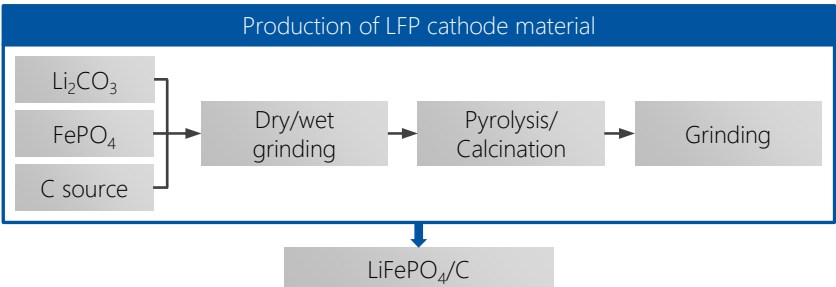 Production of LFP cathode material
Li₂CO₃
FePO₄
C source
Dry/wet
grinding
Pyrolysis/
Calcination
Grinding
LiFePO₄/C